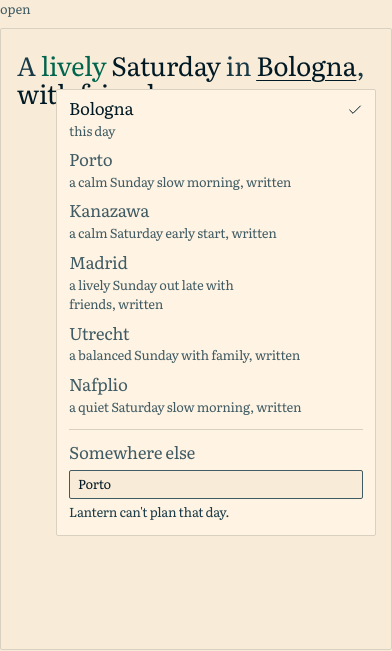 open
A lively Saturday in Bologna,
with friend
Bologna
this day
Porto
a calm Sunday slow morning, written
Kanazawa
a calm Saturday early start, written
Madrid
a lively Sunday out late with
friends, written
Utrecht
a balanced Sunday with family, written
Nafplio
a quiet Saturday slow morning, written
Somewhere else
Porto
Lantern can't plan that day.